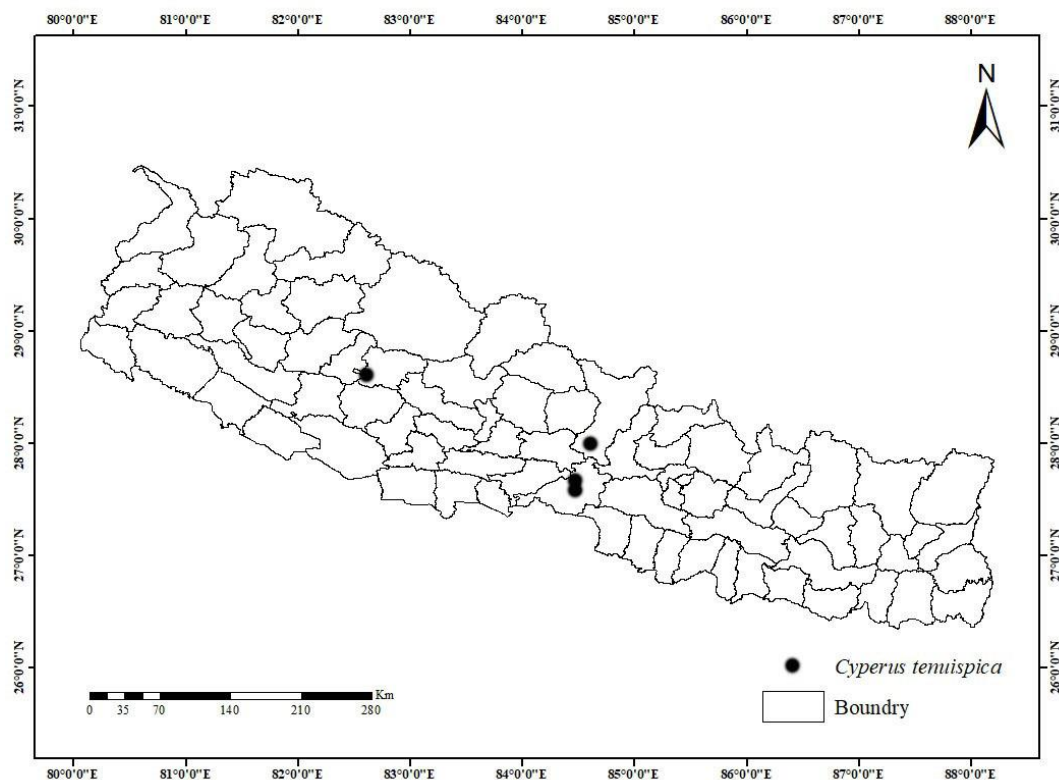 80°0'0"E 81°0'0"E 82°0'0"E 83°0'0"E 84°0'0"E 85°0'0"E 86°0'0"E 87°0'0"E 88°0'0"E
N
31°0'0"N 31°0'0"N
30°0'0"N 30°0'0"N
29°0'0"N 29°0'0"N
28°0'0"N 28°0'0"N
27°0'0"N 27°0'0"N
26°0'0"N 26°0'0"N
Cyperus tenuispica
Km
0 35 70 140 210 280
Boundry
80°0'0"E 81°0'0"E 82°0'0"E 83°0'0"E 84°0'0"E 85°0'0"E 86°0'0"E 87°0'0"E 88°0'0"E